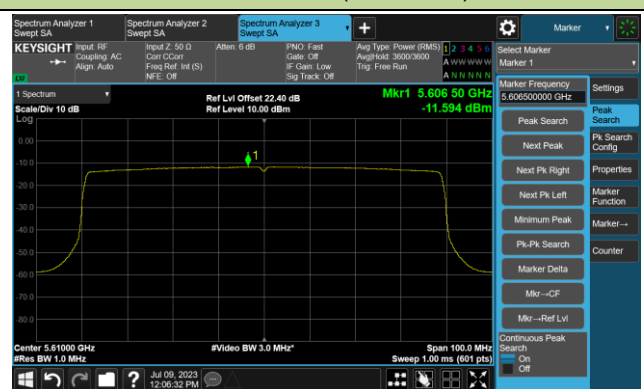 Spectrum Analyzer 1
Swept SA
Spectrum Analyzer 2
Swept SA
Spectrum Analyzer 3
Swept SA
Marker
KEYSIGHT
Input: RF
Coupling: AC
Align: Auto
Input Z: 50 Ω
Corr CCorr
Freq Ref: Int (S)
NFE: Off
Atten: 6 dB
PNO: Fast
Gate: Off
IF Gain: Low
Sig Track: Off
Avg Type: Power (RMS)
Avg|Hold: 3600/3600
Trig: Free Run
1 2 3 4 5 6
A W W W W W
A N N N N N
LXI
Select Marker
Marker 1
1 Spectrum
Scale/Div 10 dB
Ref Lvl Offset 22.40 dB
Ref Level 10.00 dBm
Mkr1 5.606 50 GHz
-11.594 dBm
Log
0.00
-10.0
-20.0
-30.0
-40.0
-50.0
-60.0
-70.0
-80.0
1
Center 5.61000 GHz
#Res BW 1.0 MHz
#Video BW 3.0 MHz*
Span 100.0 MHz
Sweep 1.00 ms (601 pts)
Marker Frequency
5.606500000 GHz
Peak Search
Next Peak
Next Pk Right
Next Pk Left
Minimum Peak
Pk-Pk Search
Marker Delta
Mkr→CF
Mkr→Ref Lvl
Continuous Peak
Search
On
Off
Settings
Peak
Search
Pk Search
Config
Properties
Marker
Function
Marker→
Counter
Jul 09, 2023
12:06:32 PM